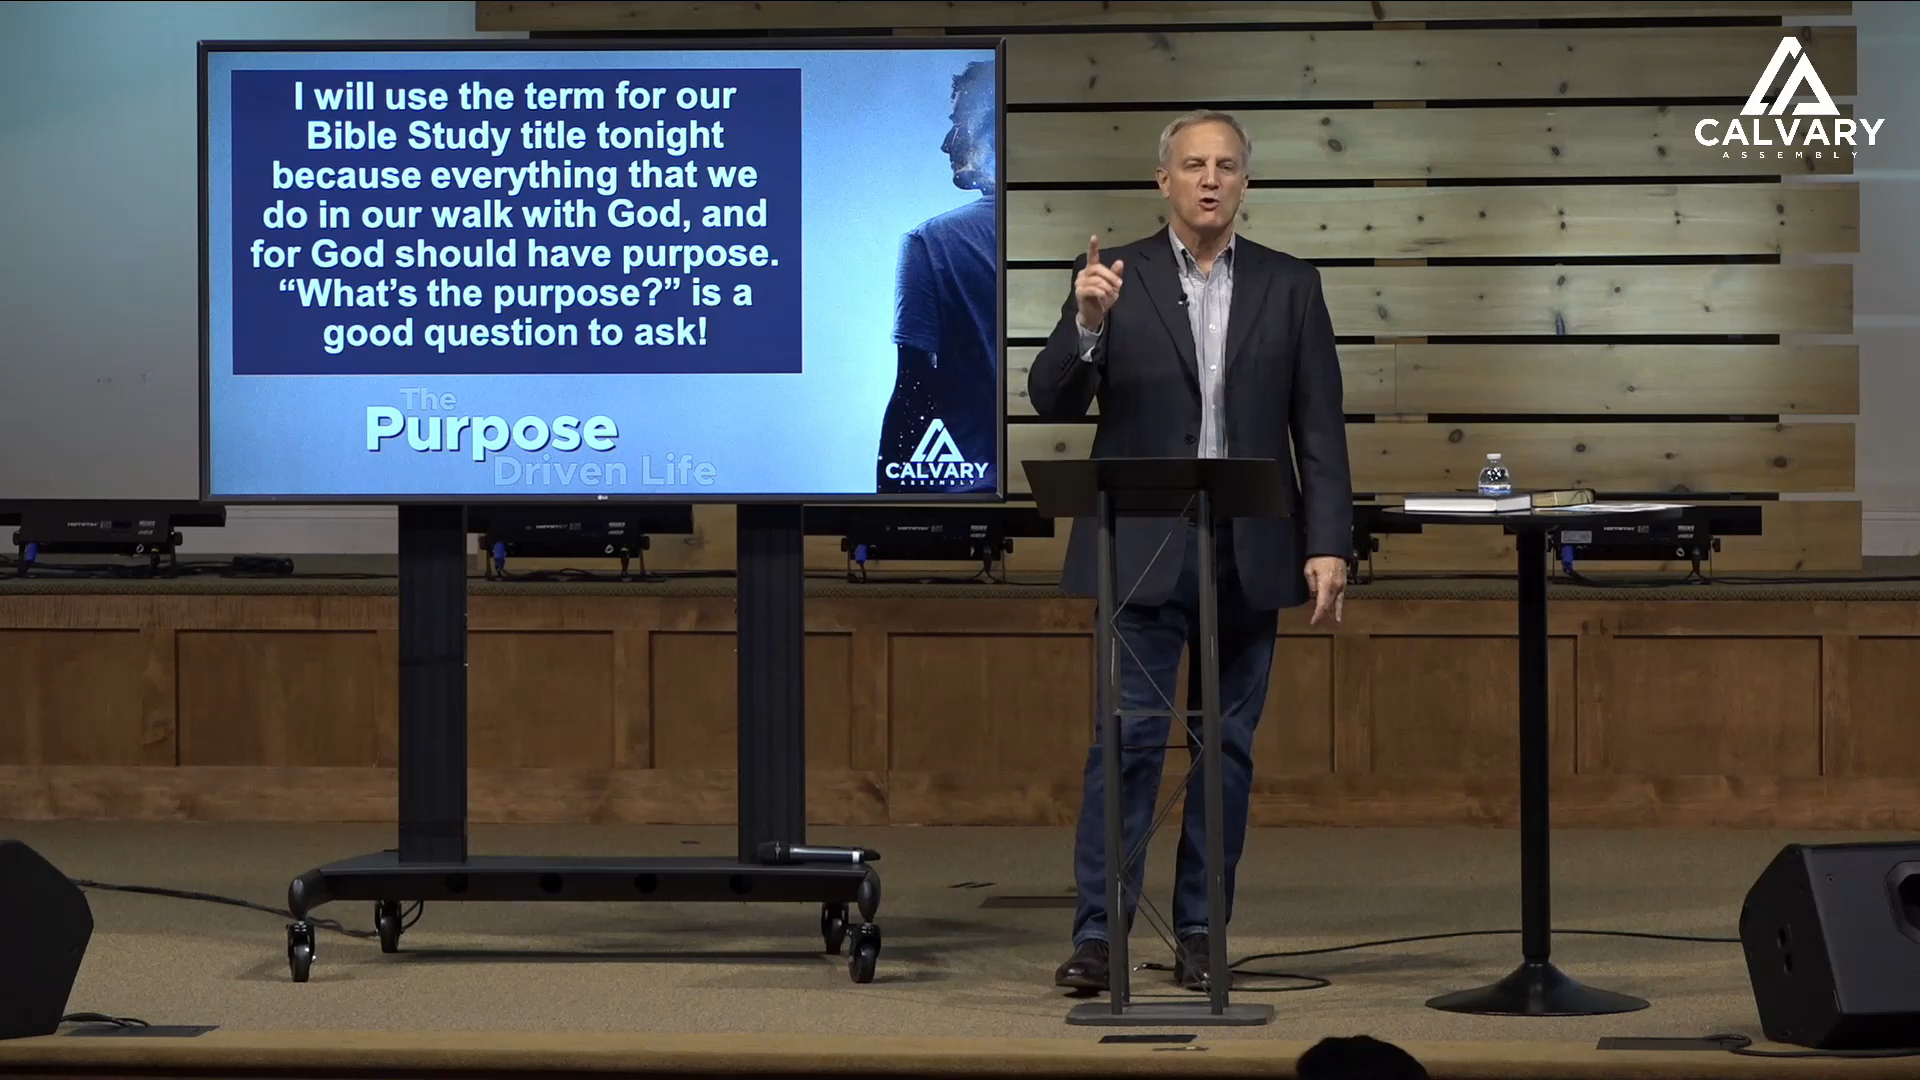 I will use the term for our
Bible Study title tonight
because everything that we
do in our walk with God, and
for God should have purpose.
“What’s the purpose?” is a
good question to ask!
The
Purpose
Driven Life
CALVARY
ASSEMBLY
LG
CALVARY
ASSEMBLY